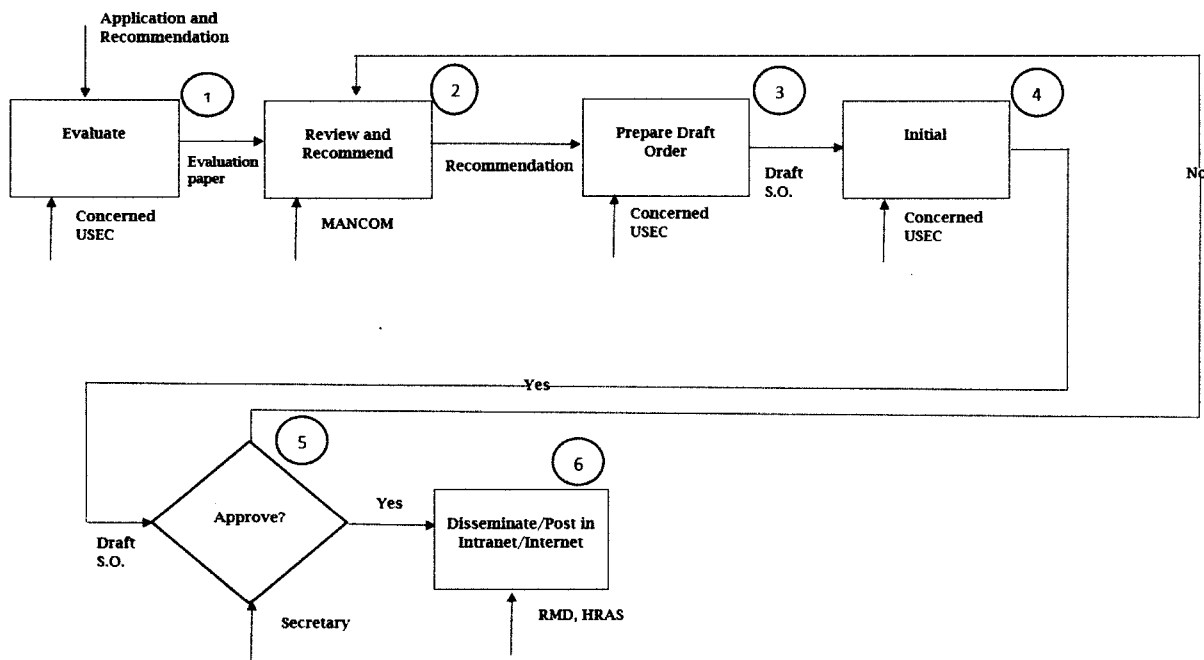 Application and
Recommendation
1
Evaluate
Evaluation
paper
Concerned
USEC
2
Review and
Recommend
Recommendation
MANCOM
3
Prepare Draft
Order
Draft
S.O.
Concerned
USEC
4
Initial
Concerned
USEC
No
Yes
5
Approve?
Draft
S.O.
Yes
Secretary
6
Disseminate/Post in
Intranet/Internet
RMD, HRAS